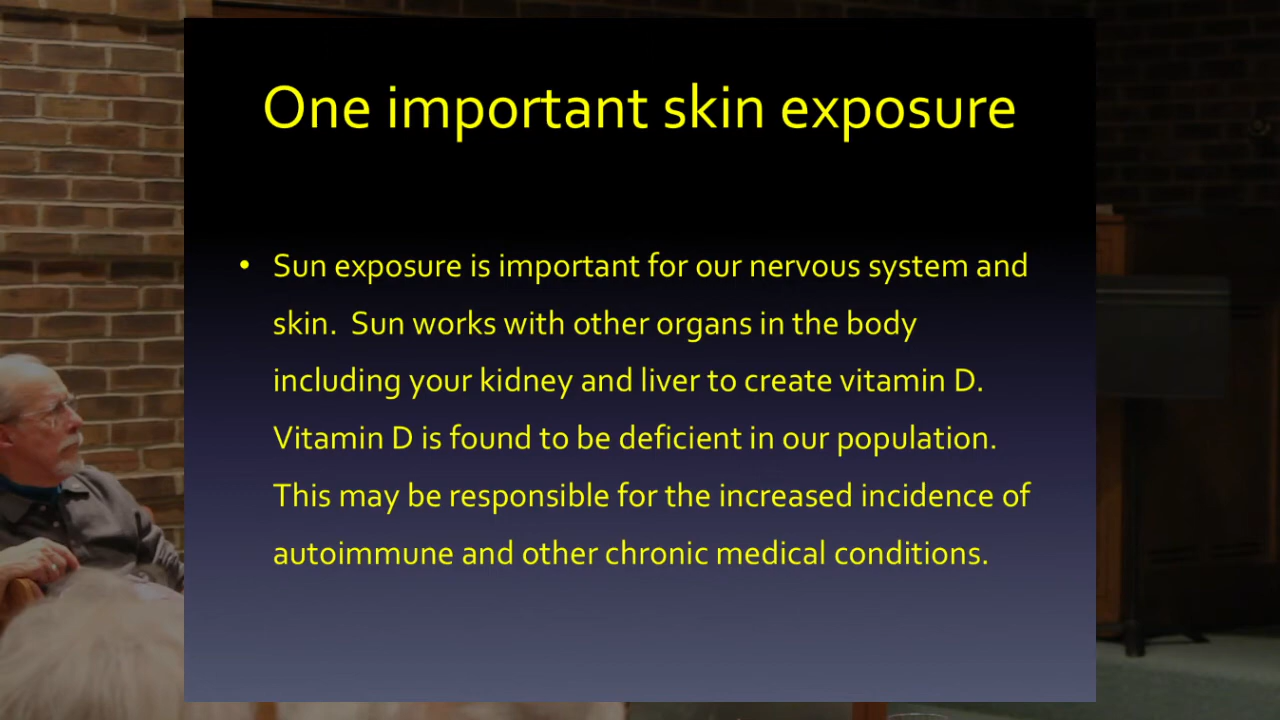 One important skin exposure
• Sun exposure is important for our nervous system and
skin.  Sun works with other organs in the body
including your kidney and liver to create vitamin D.
Vitamin D is found to be deficient in our population.
This may be responsible for the increased incidence of
autoimmune and other chronic medical conditions.